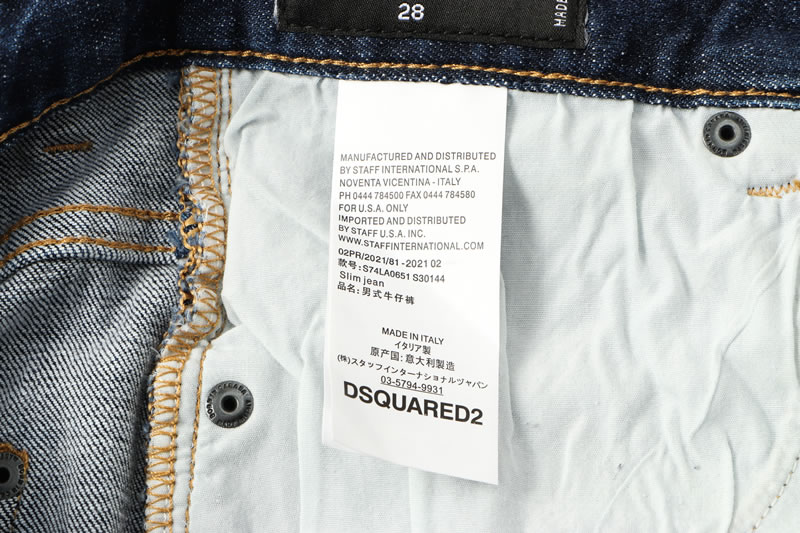 28
MADE
MANUFACTURED AND DISTRIBUTED
BY STAFF INTERNATIONAL S.P.A.
NOVENTA VICENTINA - ITALY
PH 0444 784500 FAX 0444 784580
FOR U.S.A. ONLY
IMPORTED AND DISTRIBUTED
BY STAFF U.S.A. INC.
WWW.STAFFINTERNATIONAL.COM
02PR/2021/81 - 2021 02
款号: S74LA0651 S30144
Slim jean
品名: 男式牛仔裤
MADE IN ITALY
イタリア製
原产国: 意大利製造
(株) スタッフインターナショナルジャパン
03-5794-9931
DSQUARED2